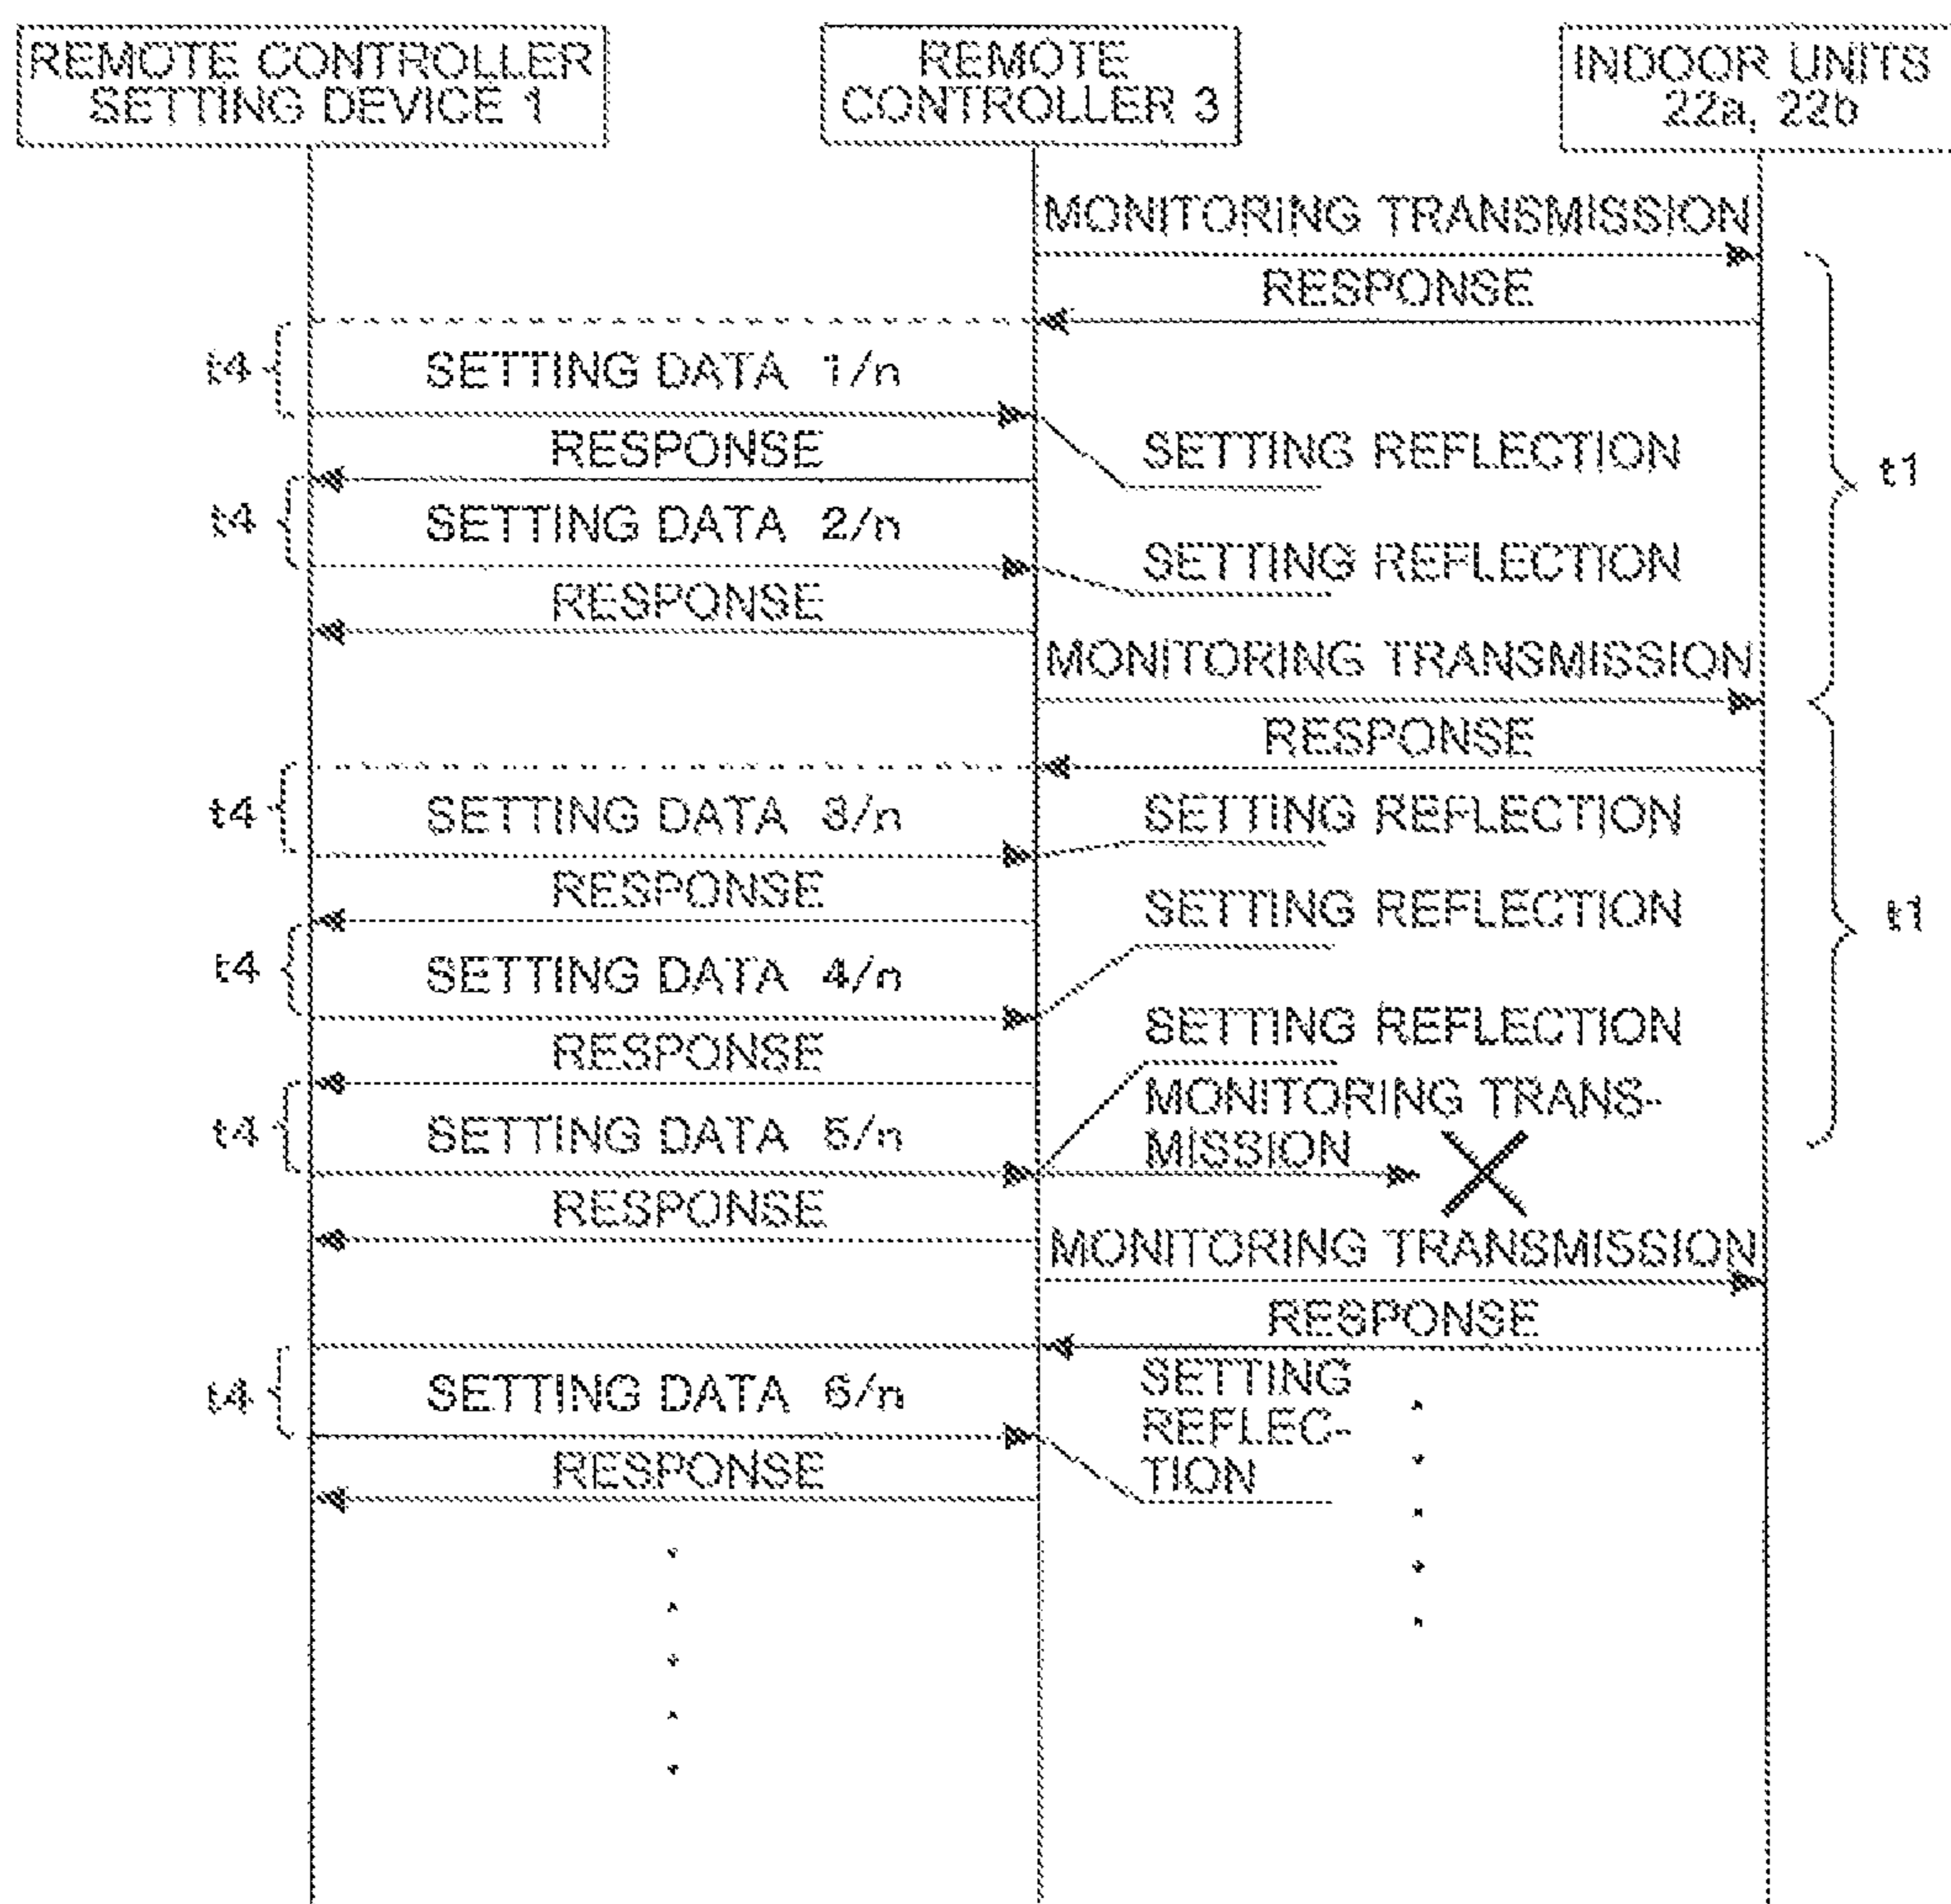 REMOTE CONTROLLER
SETTING DEVICE 1
REMOTE
CONTROLLER 3
INDOOR UNITS
22a, 22b
MONITORING TRANSMISSION
RESPONSE
t4
SETTING DATA 1/n
RESPONSE
SETTING REFLECTION
t1
t4
SETTING DATA 2/n
SETTING REFLECTION
RESPONSE
MONITORING TRANSMISSION
RESPONSE
t4
SETTING DATA 3/n
SETTING REFLECTION
RESPONSE
SETTING REFLECTION
t1
t4
SETTING DATA 4/n
SETTING REFLECTION
RESPONSE
MONITORING TRANS-
MISSION
t4
SETTING DATA 5/n
RESPONSE
MONITORING TRANSMISSION
RESPONSE
t4
SETTING DATA 6/n
SETTING
REFLEC-
TION
RESPONSE